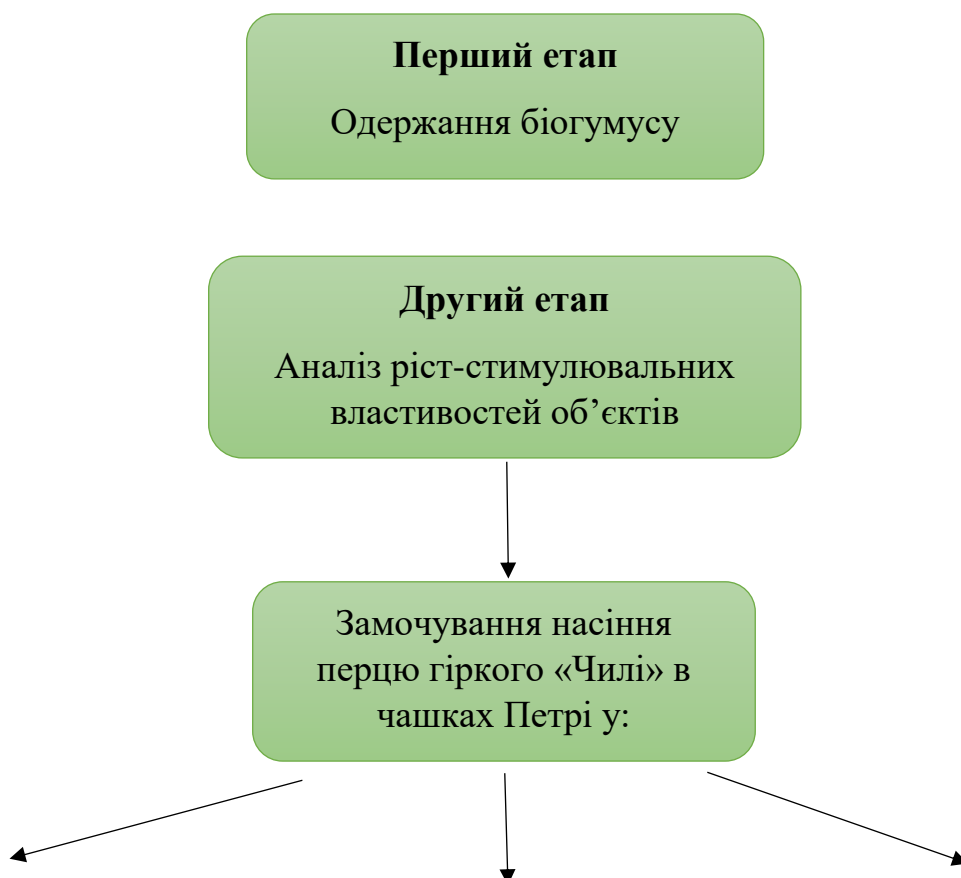 Перший етап
Одержання біогумусу
Другий етап
Аналіз ріст-стимулювальних
властивостей об’єктів
Замочування насіння
перцю гіркого «Чилі» в
чашках Петрі у: